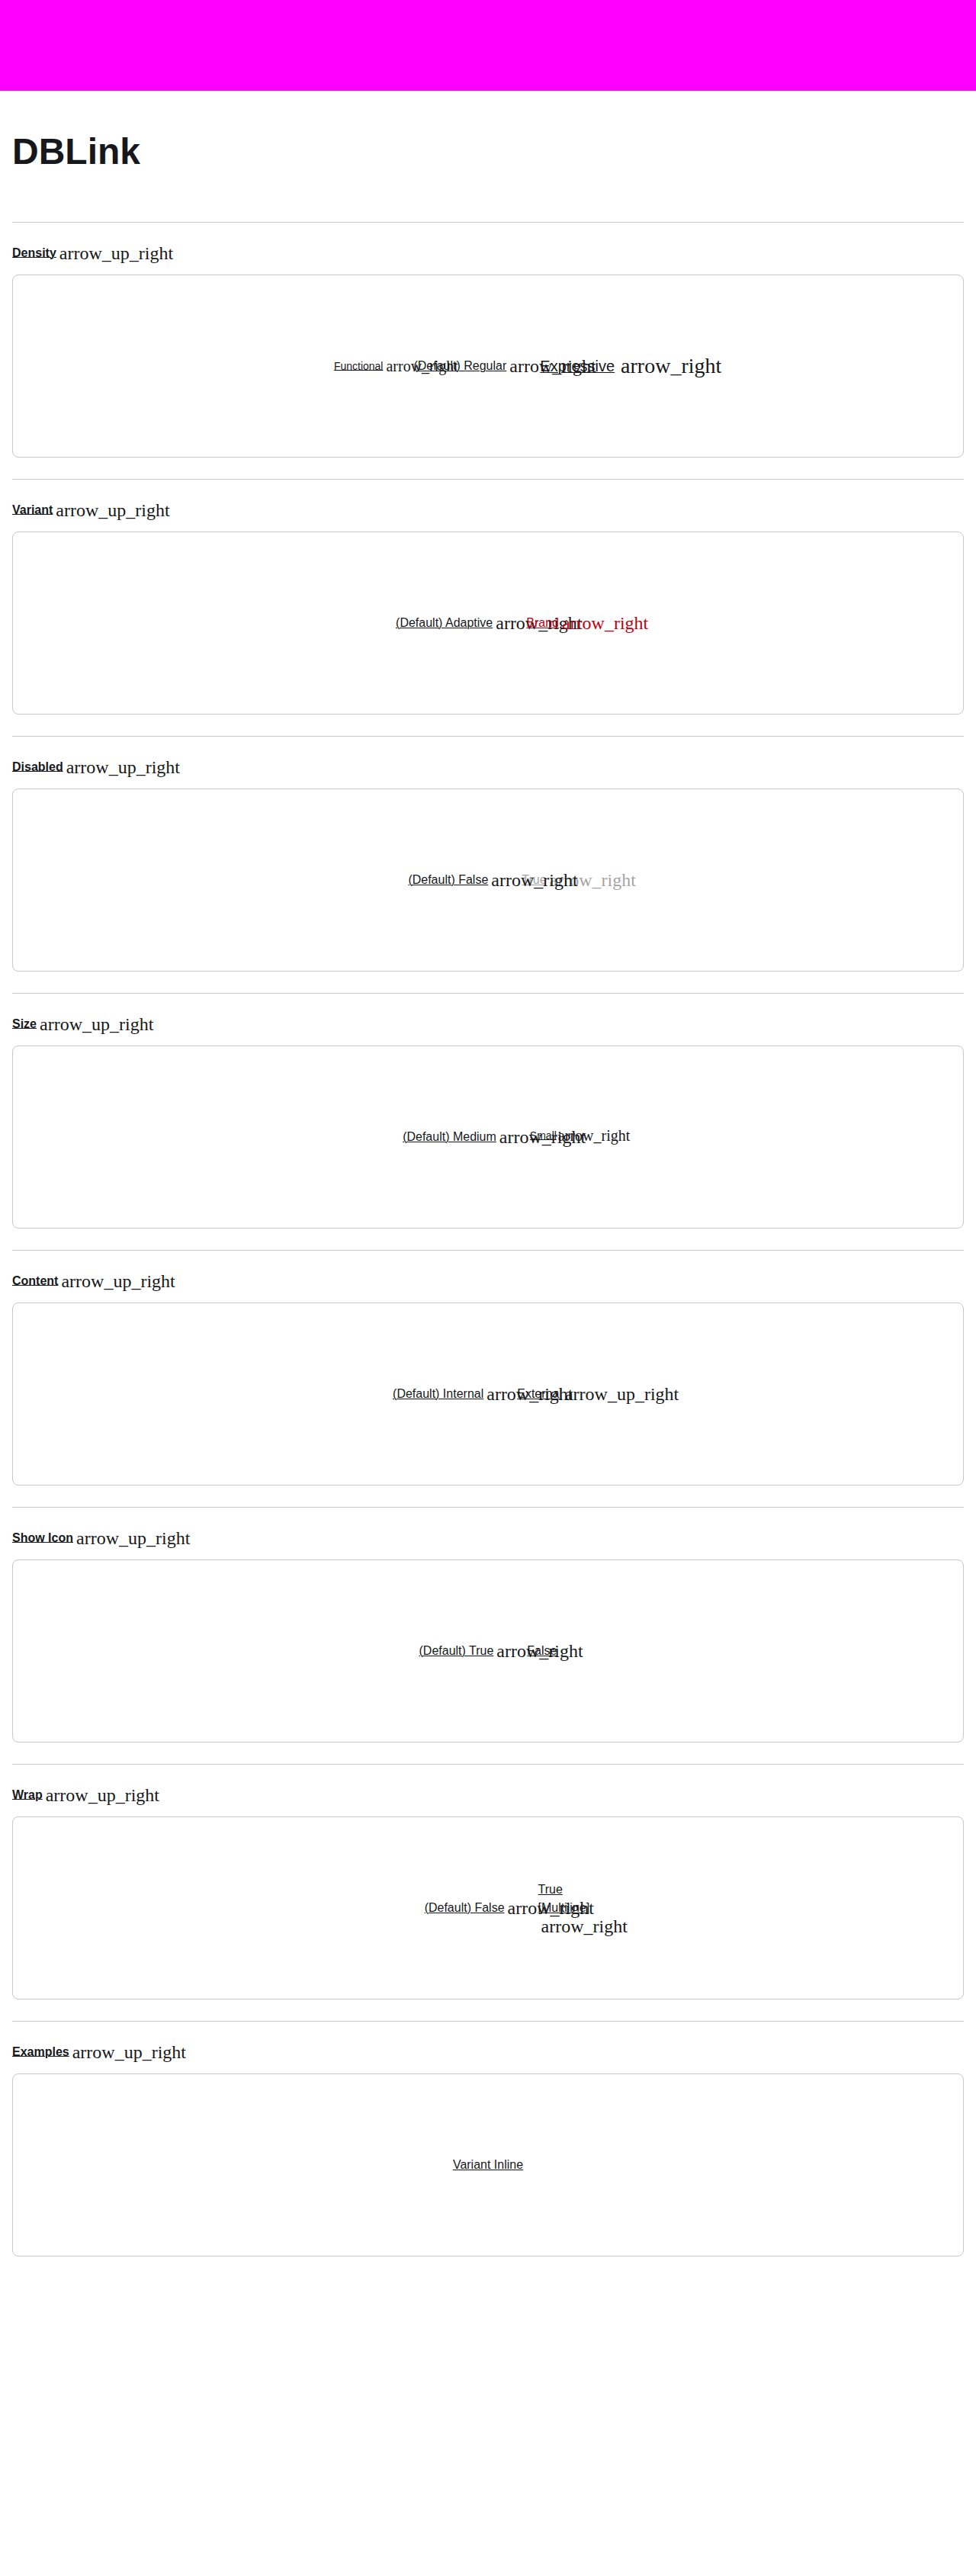 DBLink
Density arrow_up_right
Functional arrow_right (Default) Regular arrow_right Expressive arrow_right
Variant arrow_up_right
(Default) Adaptive arrow_right Brand arrow_right
Disabled arrow_up_right
(Default) False arrow_right True arrow_right
Size arrow_up_right
(Default) Medium arrow_right Small arrow_right
Content arrow_up_right
(Default) Internal arrow_right External arrow_up_right
Show Icon arrow_up_right
(Default) True arrow_right False
Wrap arrow_up_right
True
(Default) False arrow_right
arrow_right
Examples arrow_up_right
Variant Inline